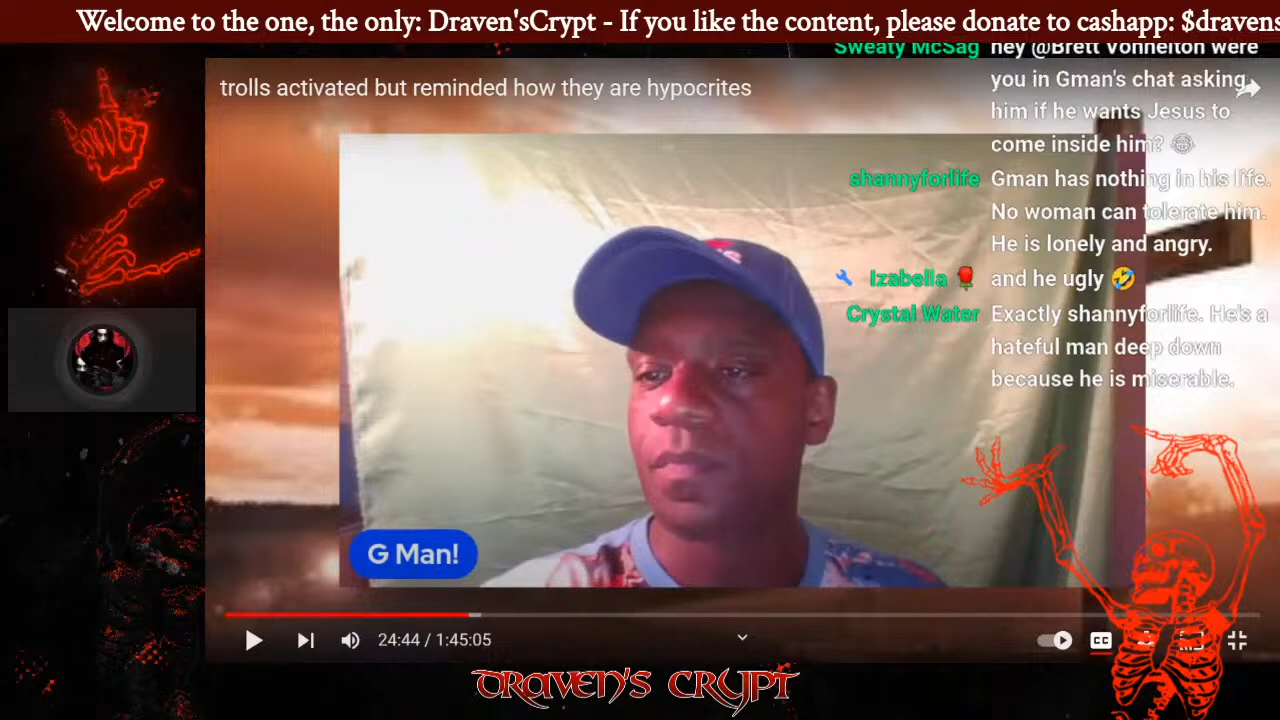 Welcome to the one, the only: Draven'sCrypt - If you like the content, please donate to cashapp: $dravens
trolls activated but reminded how they are hypocrites
Sweaty McSag hey @Brett Vonhelton were
you in Gman's chat asking
him if he wants Jesus to
come inside him? 😂
shannyforlife Gman has nothing in his life.
No woman can tolerate him.
He is lonely and angry.
Izabella 🌹 and he ugly 🤣
Crystal Water Exactly shannyforlife. He's a
hateful man deep down
because he is miserable.
G Man!
24:44 / 1:45:05
CC
DRAVEN'S CRYPT